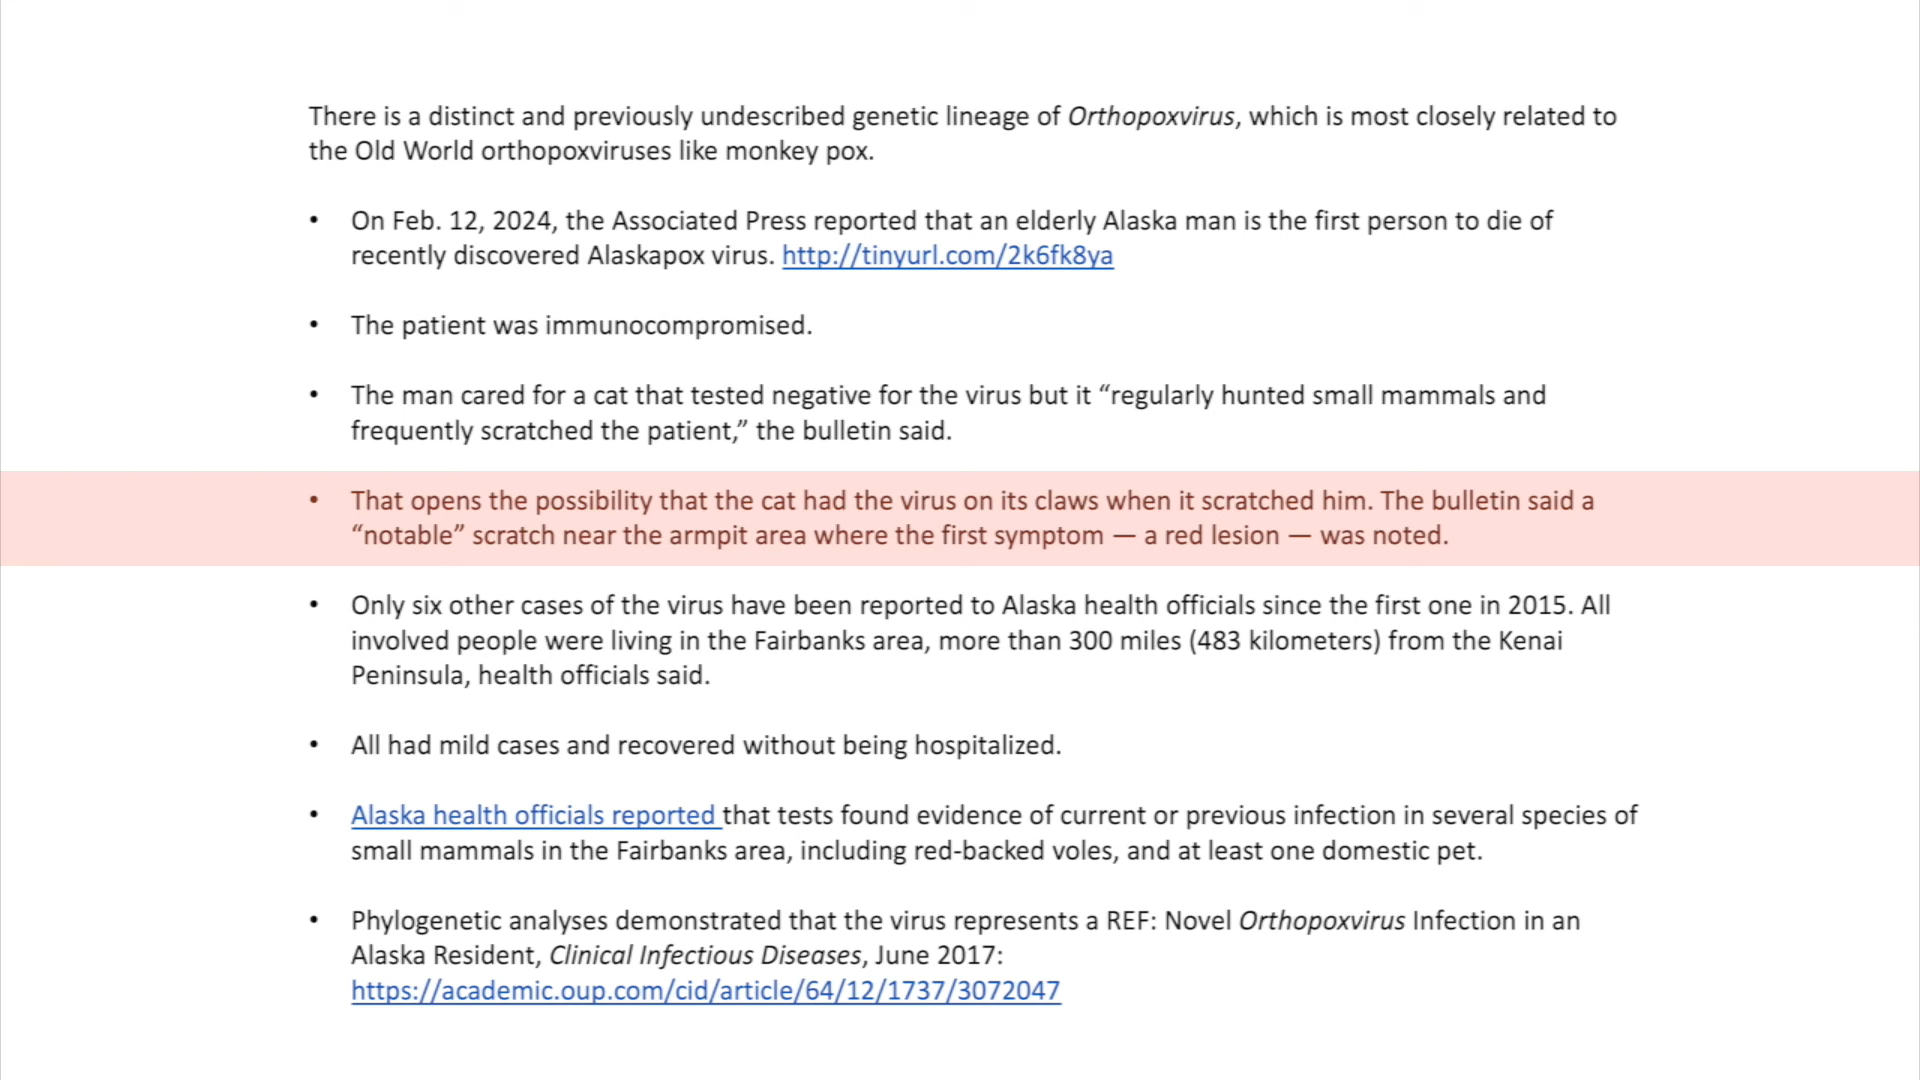 There is a distinct and previously undescribed genetic lineage of Orthopoxvirus, which is most closely related to
the Old World orthopoxviruses like monkey pox.
• On Feb. 12, 2024, the Associated Press reported that an elderly Alaska man is the first person to die of
recently discovered Alaskapox virus. http://tinyurl.com/2k6fk8ya
• The patient was immunocompromised.
• The man cared for a cat that tested negative for the virus but it “regularly hunted small mammals and
frequently scratched the patient,” the bulletin said.
• That opens the possibility that the cat had the virus on its claws when it scratched him. The bulletin said a
“notable” scratch near the armpit area where the first symptom — a red lesion — was noted.
• Only six other cases of the virus have been reported to Alaska health officials since the first one in 2015. All
involved people were living in the Fairbanks area, more than 300 miles (483 kilometers) from the Kenai
Peninsula, health officials said.
• All had mild cases and recovered without being hospitalized.
• Alaska health officials reported that tests found evidence of current or previous infection in several species of
small mammals in the Fairbanks area, including red-backed voles, and at least one domestic pet.
• Phylogenetic analyses demonstrated that the virus represents a REF: Novel Orthopoxvirus Infection in an
Alaska Resident, Clinical Infectious Diseases, June 2017:
https://academic.oup.com/cid/article/64/12/1737/3072047